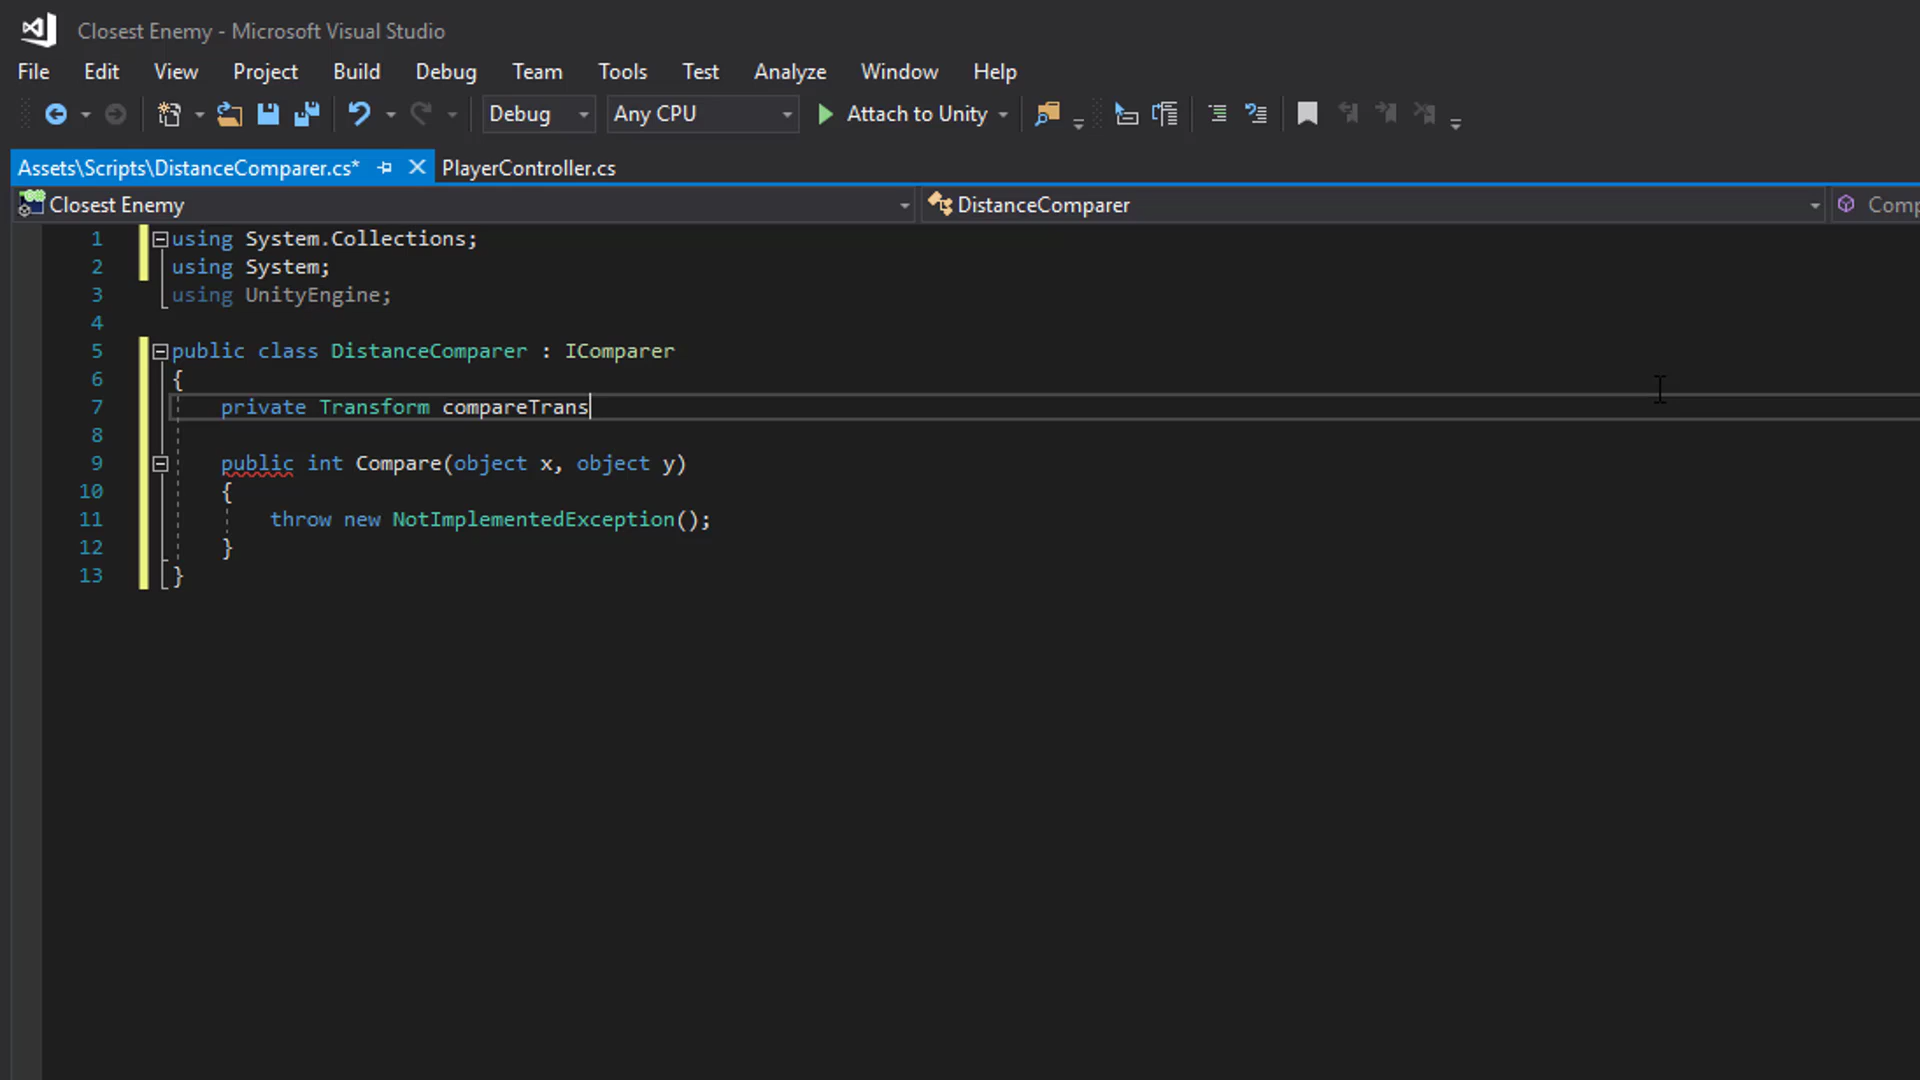 Closest Enemy - Microsoft Visual Studio
File Edit View Project Build Debug Team Tools Test Analyze Window Help
Debug Any CPU Attach to Unity
Assets\Scripts\DistanceComparer.cs* PlayerController.cs
Closest Enemy DistanceComparer Comp
1 using System.Collections;
2 using System;
3 using UnityEngine;
4
5 public class DistanceComparer : IComparer
6 {
7 private Transform compareTrans
8
9 public int Compare(object x, object y)
10 {
11 throw new NotImplementedException();
12 }
13 }